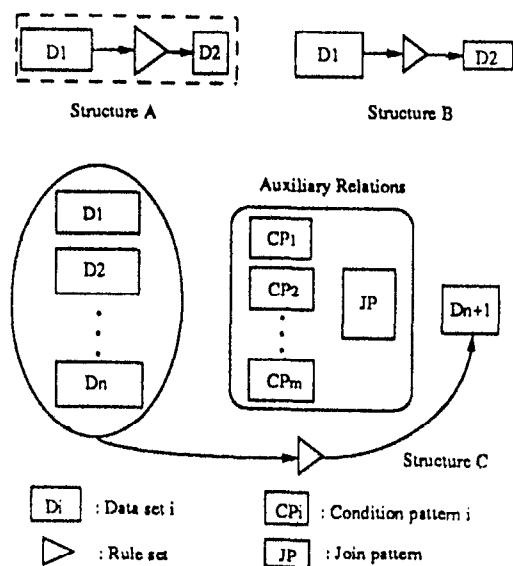 D1
D2
Structure A
D1
D2
Structure B
D1
D2
Dn
Auxiliary Relations
CP1
CP2
CPm
JP
Dn+1
Structure C
Di : Data set i
CPi : Condition pattern i
: Rule set
JP : Join pattern